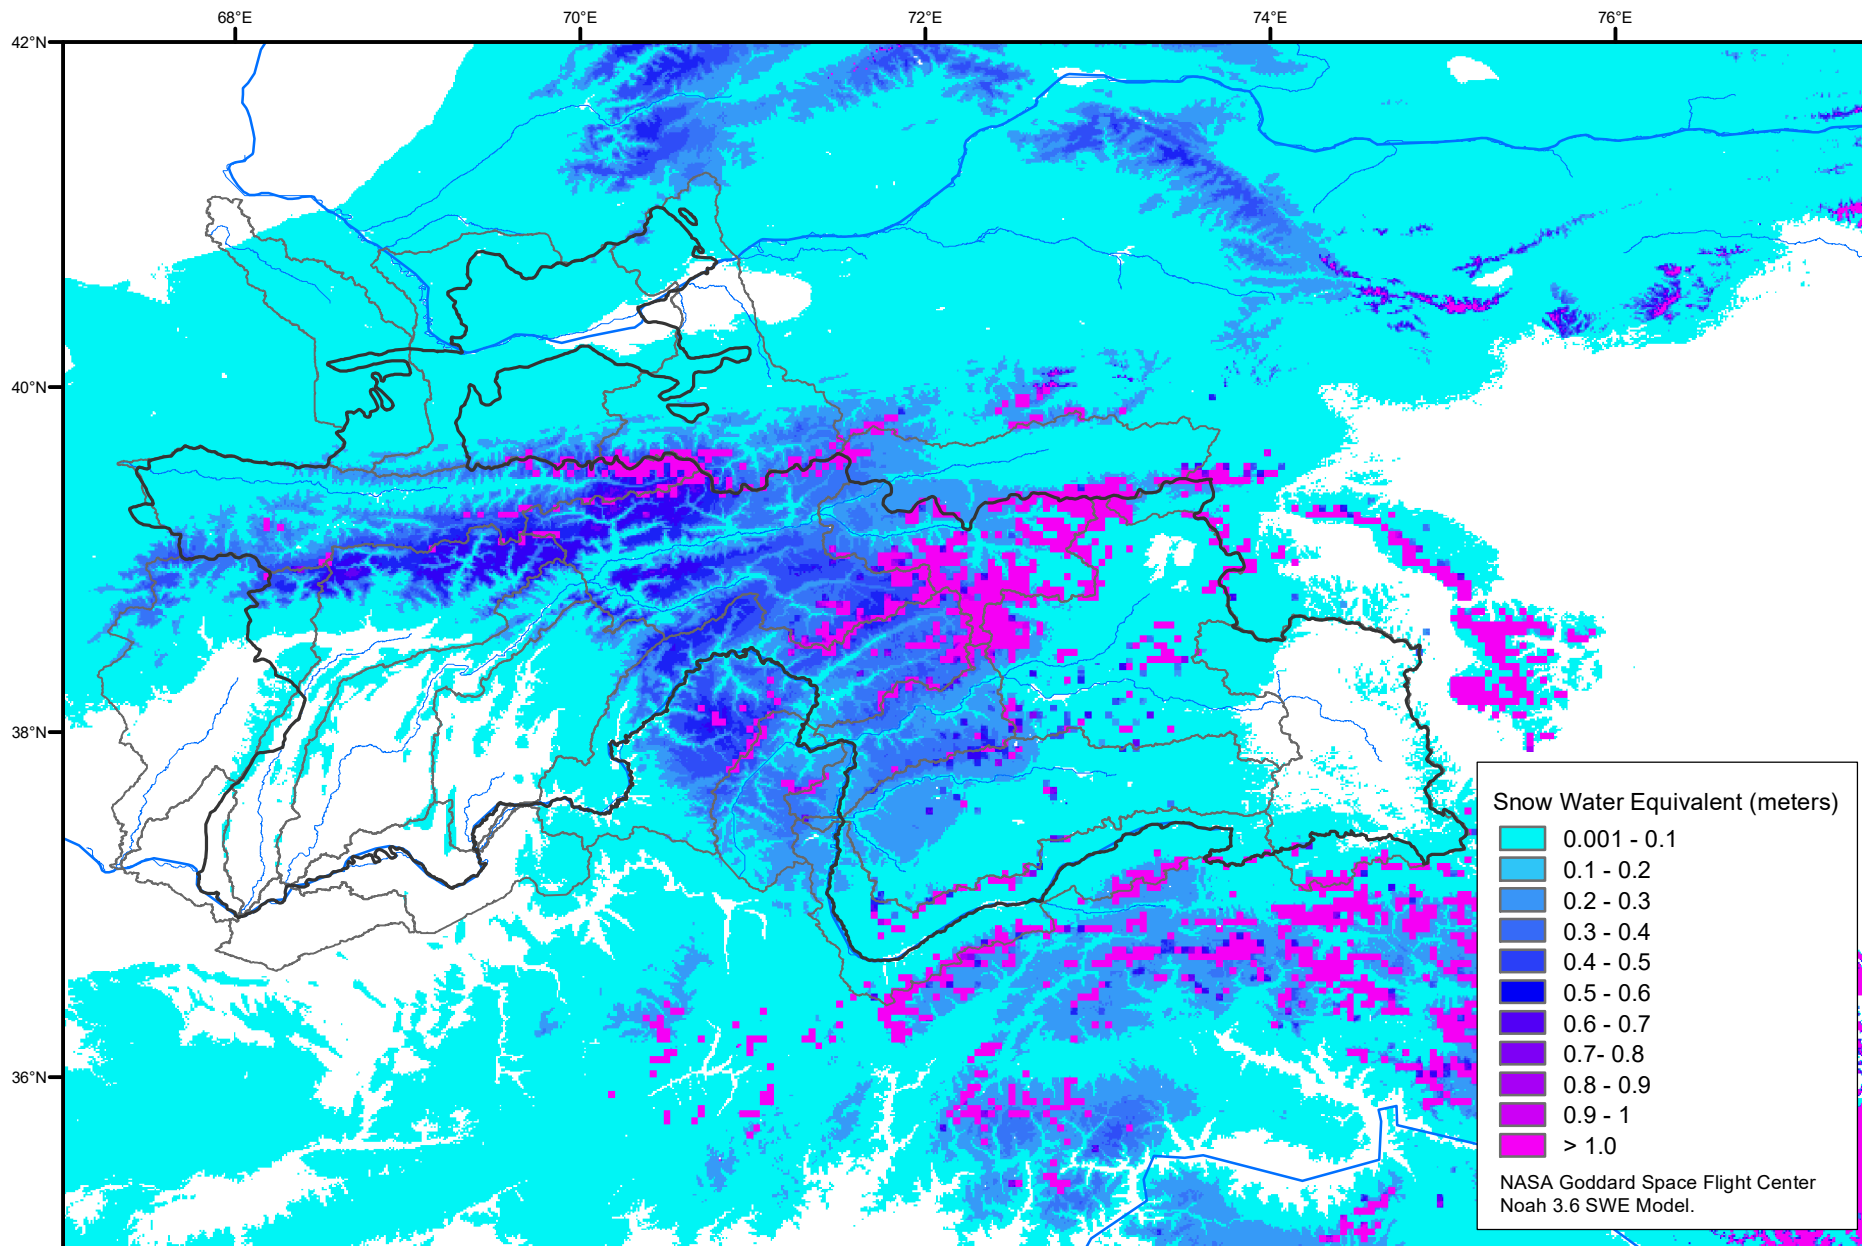 68°E 70°E 72°E 74°E 76°E
42°N
40°N
38°N
36°N
Snow Water Equivalent (meters)
0.001 - 0.1
0.1 - 0.2
0.2 - 0.3
0.3 - 0.4
0.4 - 0.5
0.5 - 0.6
0.6 - 0.7
0.7- 0.8
0.8 - 0.9
0.9 - 1
> 1.0
NASA Goddard Space Flight Center
Noah 3.6 SWE Model.